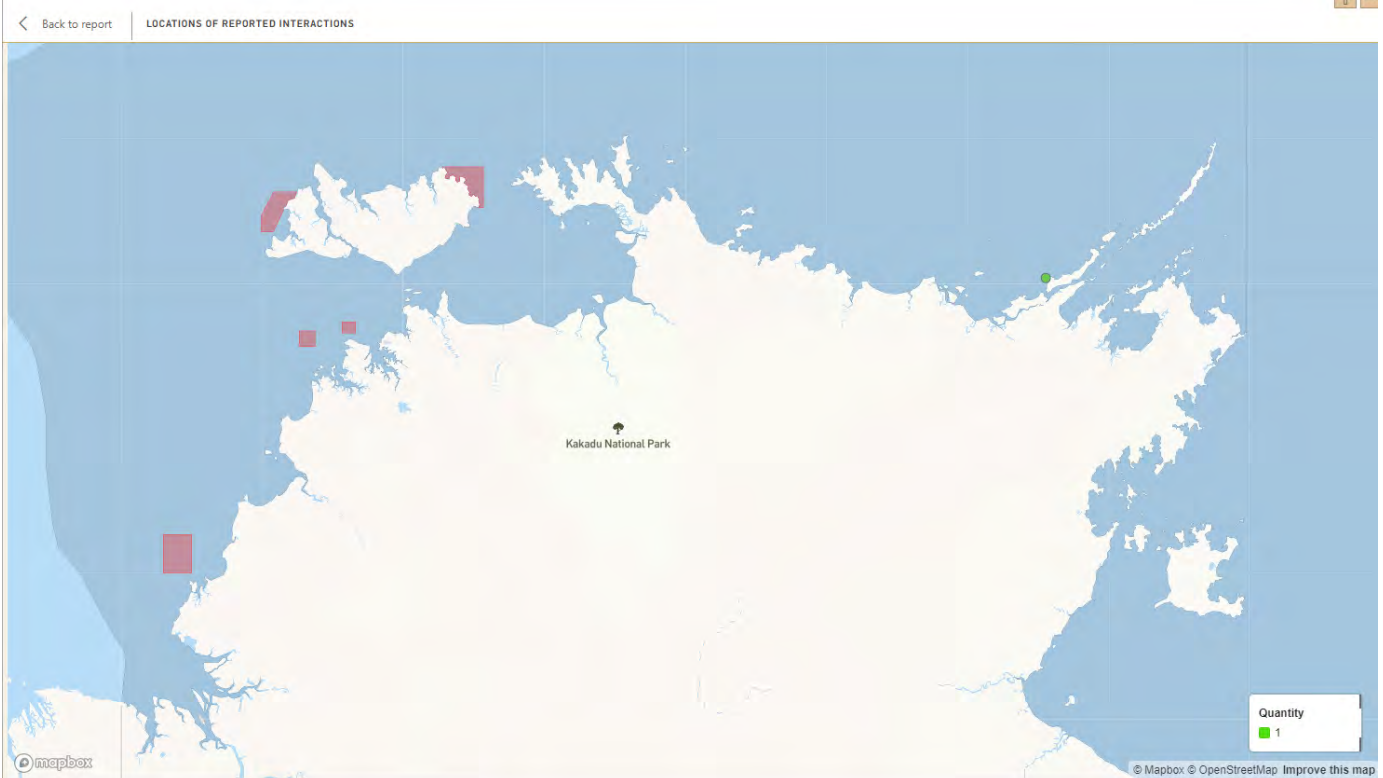 Back to report
LOCATIONS OF REPORTED INTERACTIONS
Kakadu National Park
Quantity
1
mapbox
© Mapbox © OpenStreetMap Improve this map